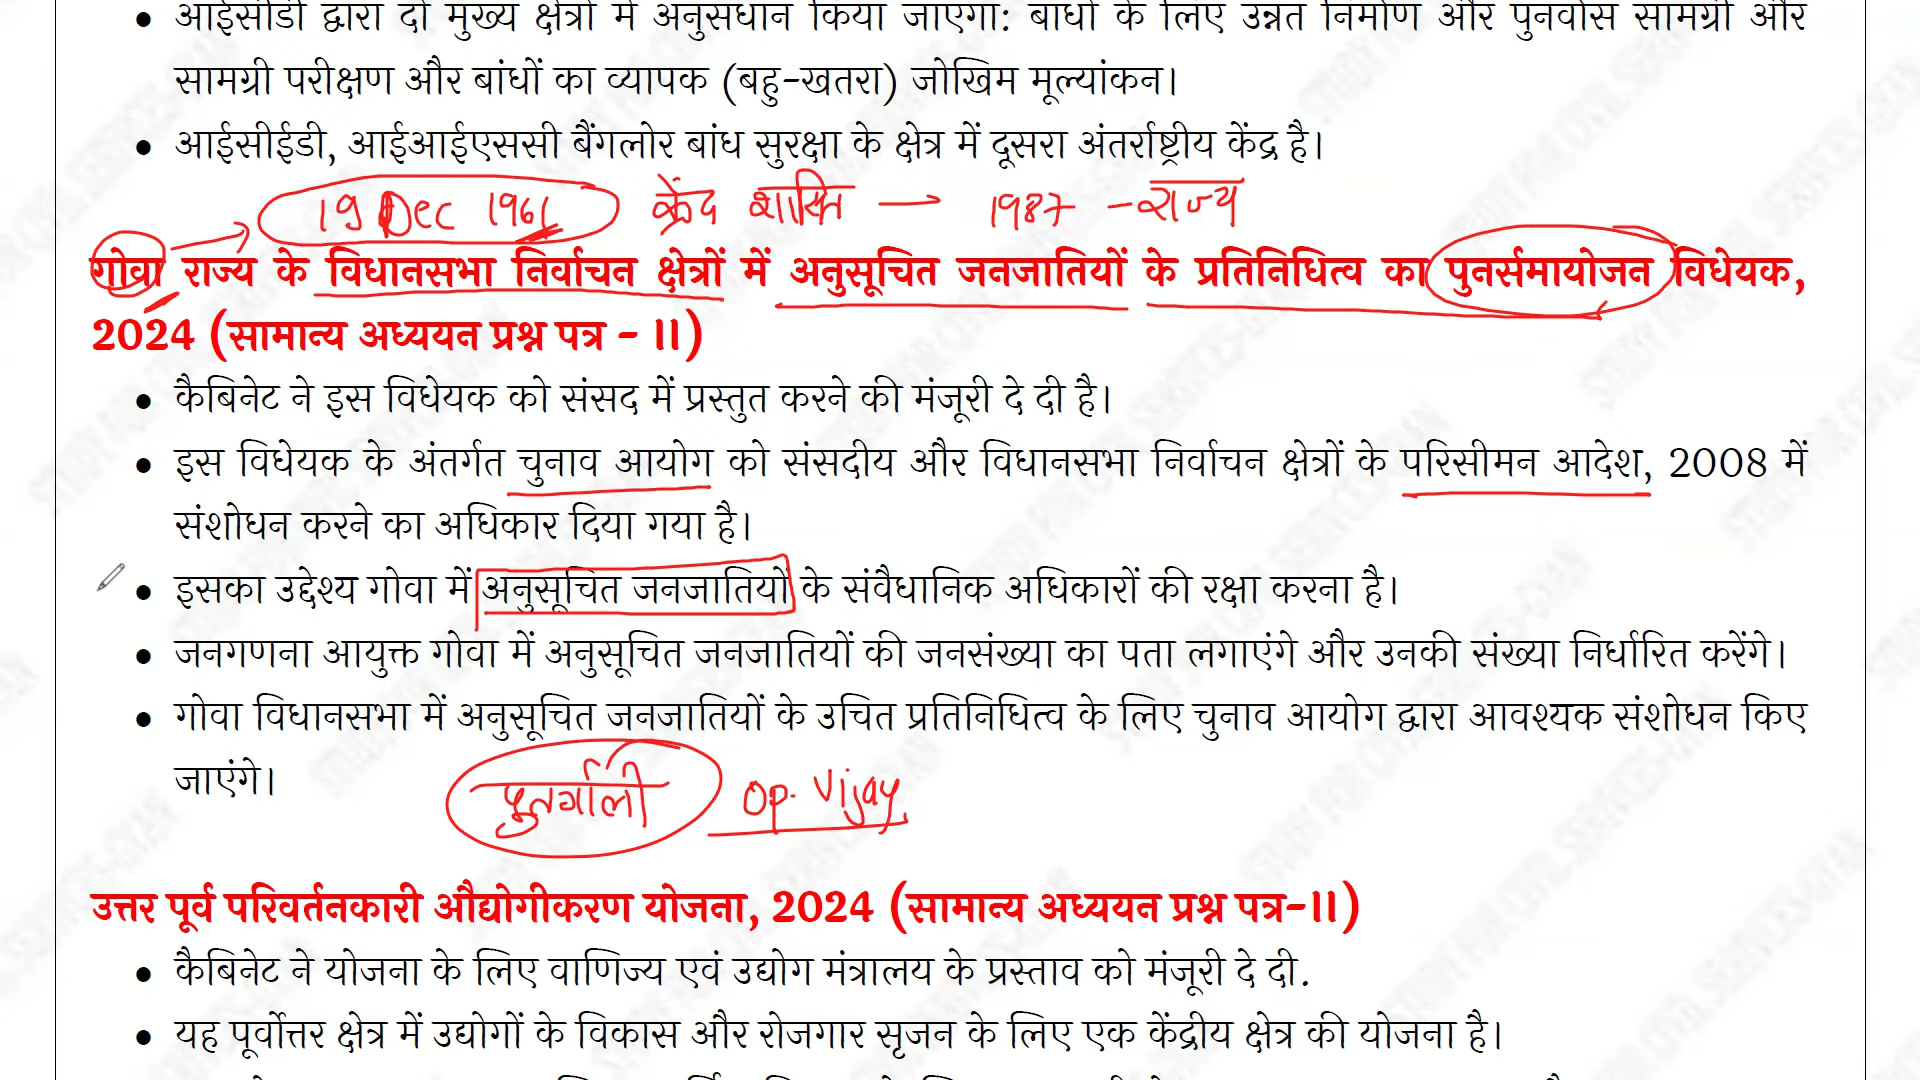 आईसीडी द्वारा दो मुख्य क्षेत्रों में अनुसंधान किया जाएगा: बांधों के लिए उन्नत निर्माण और पुनर्वास सामग्री और
सामग्री परीक्षण और बांधों का व्यापक (बहु-खतरा) जोखिम मूल्यांकन।
आईसीईडी, आईआईएससी बैंगलोर बांध सुरक्षा के क्षेत्र में दूसरा अंतर्राष्ट्रीय केंद्र है।
19 Dec 1961 केंद्र शासित → 1987 - राज्य
गोवा राज्य के विधानसभा निर्वाचन क्षेत्रों में अनुसूचित जनजातियों के प्रतिनिधित्व का पुनर्समायोजन विधेयक,
2024 (सामान्य अध्ययन प्रश्न पत्र - II)
कैबिनेट ने इस विधेयक को संसद में प्रस्तुत करने की मंजूरी दे दी है।
इस विधेयक के अंतर्गत चुनाव आयोग को संसदीय और विधानसभा निर्वाचन क्षेत्रों के परिसीमन आदेश, 2008 में
संशोधन करने का अधिकार दिया गया है।
इसका उद्देश्य गोवा में अनुसूचित जनजातियों के संवैधानिक अधिकारों की रक्षा करना है।
जनगणना आयुक्त गोवा में अनुसूचित जनजातियों की जनसंख्या का पता लगाएंगे और उनकी संख्या निर्धारित करेंगे।
गोवा विधानसभा में अनुसूचित जनजातियों के उचित प्रतिनिधित्व के लिए चुनाव आयोग द्वारा आवश्यक संशोधन किए
जाएंगे।
पुर्तगाली Op. Vijay
उत्तर पूर्व परिवर्तनकारी औद्योगीकरण योजना, 2024 (सामान्य अध्ययन प्रश्न पत्र-II)
कैबिनेट ने योजना के लिए वाणिज्य एवं उद्योग मंत्रालय के प्रस्ताव को मंजूरी दे दी.
यह पूर्वोत्तर क्षेत्र में उद्योगों के विकास और रोजगार सृजन के लिए एक केंद्रीय क्षेत्र की योजना है।